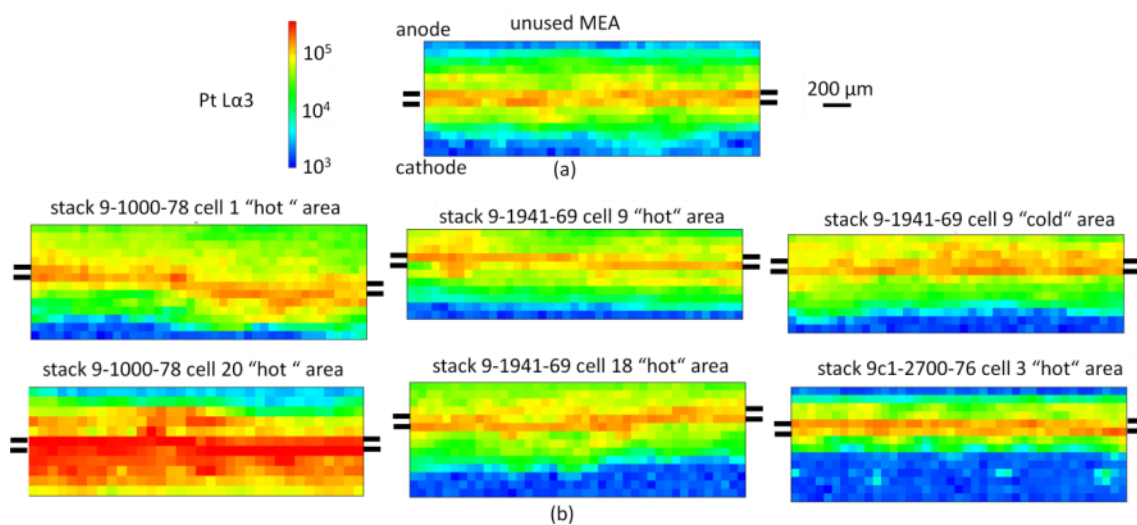 unused MEA
anode
Pt Lα3
10⁵
10⁴
10³
200 μm
cathode
(a)
stack 9-1000-78 cell 1 “hot “ area
stack 9-1941-69 cell 9 “hot“ area
stack 9-1941-69 cell 9 “cold“ area
stack 9-1000-78 cell 20 “hot “ area
stack 9-1941-69 cell 18 “hot“ area
stack 9c1-2700-76 cell 3 “hot“ area
(b)